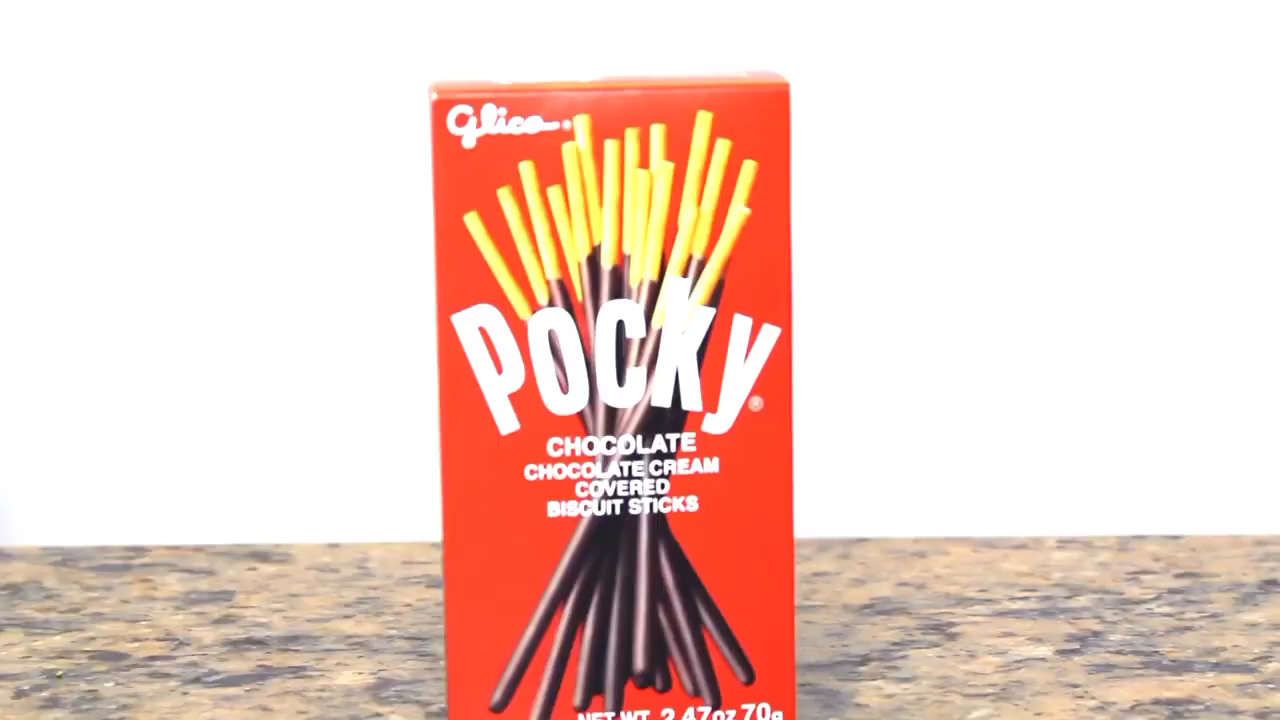 Glico
POCKY®
CHOCOLATE
CHOCOLATE CREAM
COVERED
BISCUIT STICKS
NET WT. 2.47oz 70g